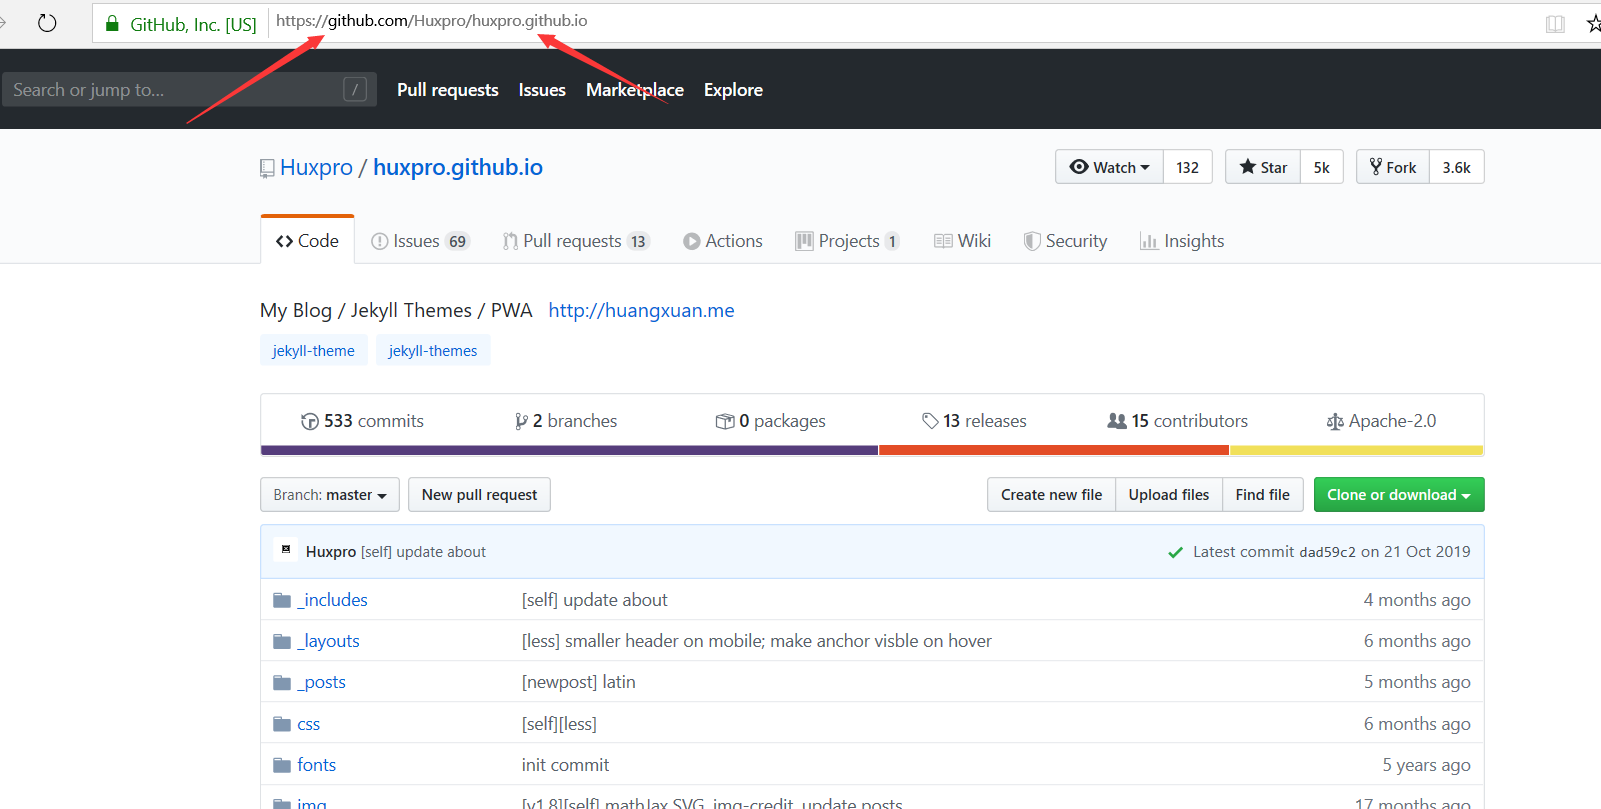 GitHub, Inc. [US] https://github.com/Huxpro/huxpro.github.io
Search or jump to... / Pull requests Issues Marketplace Explore
Huxpro / huxpro.github.io Watch 132 Star 5k Fork 3.6k
Code Issues 69 Pull requests 13 Actions Projects 1 Wiki Security Insights
My Blog / Jekyll Themes / PWA http://huangxuan.me
jekyll-theme jekyll-themes
533 commits 2 branches 0 packages 13 releases 15 contributors Apache-2.0
Branch: master New pull request Create new file Upload files Find file Clone or download
Huxpro [self] update about Latest commit dad59c2 on 21 Oct 2019
_includes [self] update about 4 months ago
_layouts [less] smaller header on mobile; make anchor visble on hover 6 months ago
_posts [newpost] latin 5 months ago
css [self][less] 6 months ago
fonts init commit 5 years ago
img [v1.8][self] mathJax SVG, img-credit, update posts 17 months ago